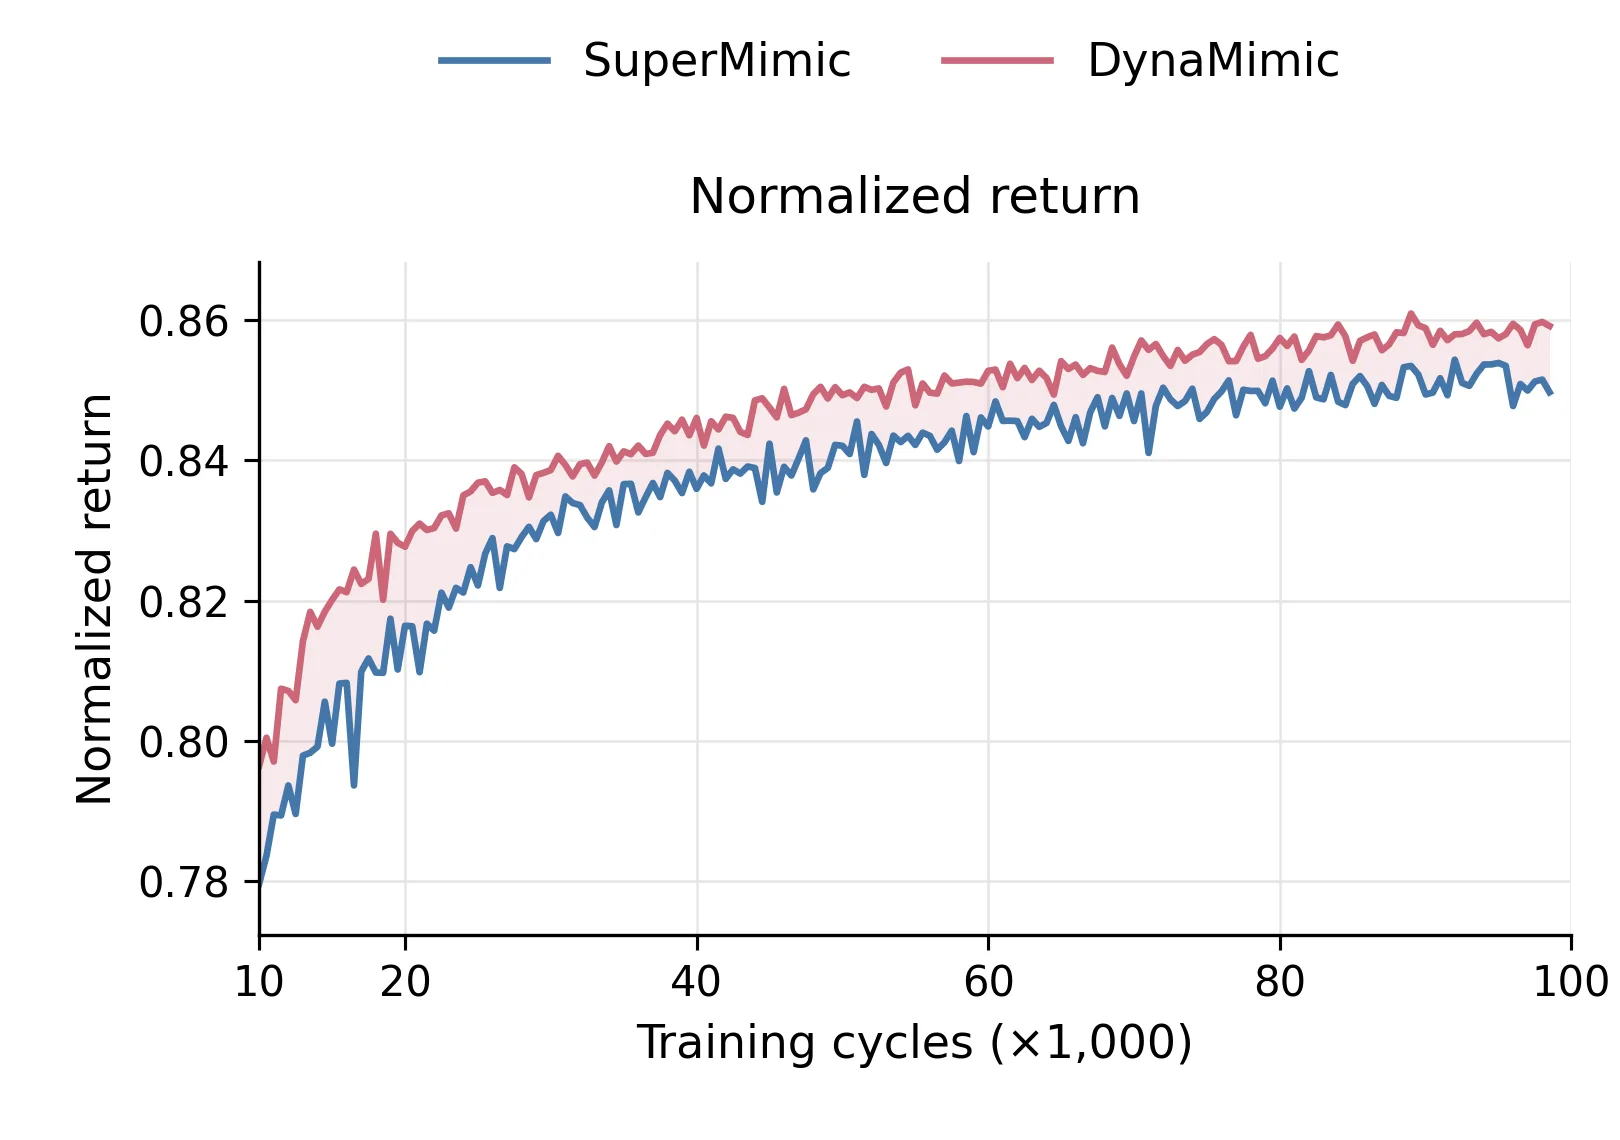 SuperMimic DynaMimic
Normalized return
Normalized return
0.86
0.84
0.82
0.80
0.78
10 20 40 60 80 100
Training cycles (×1,000)